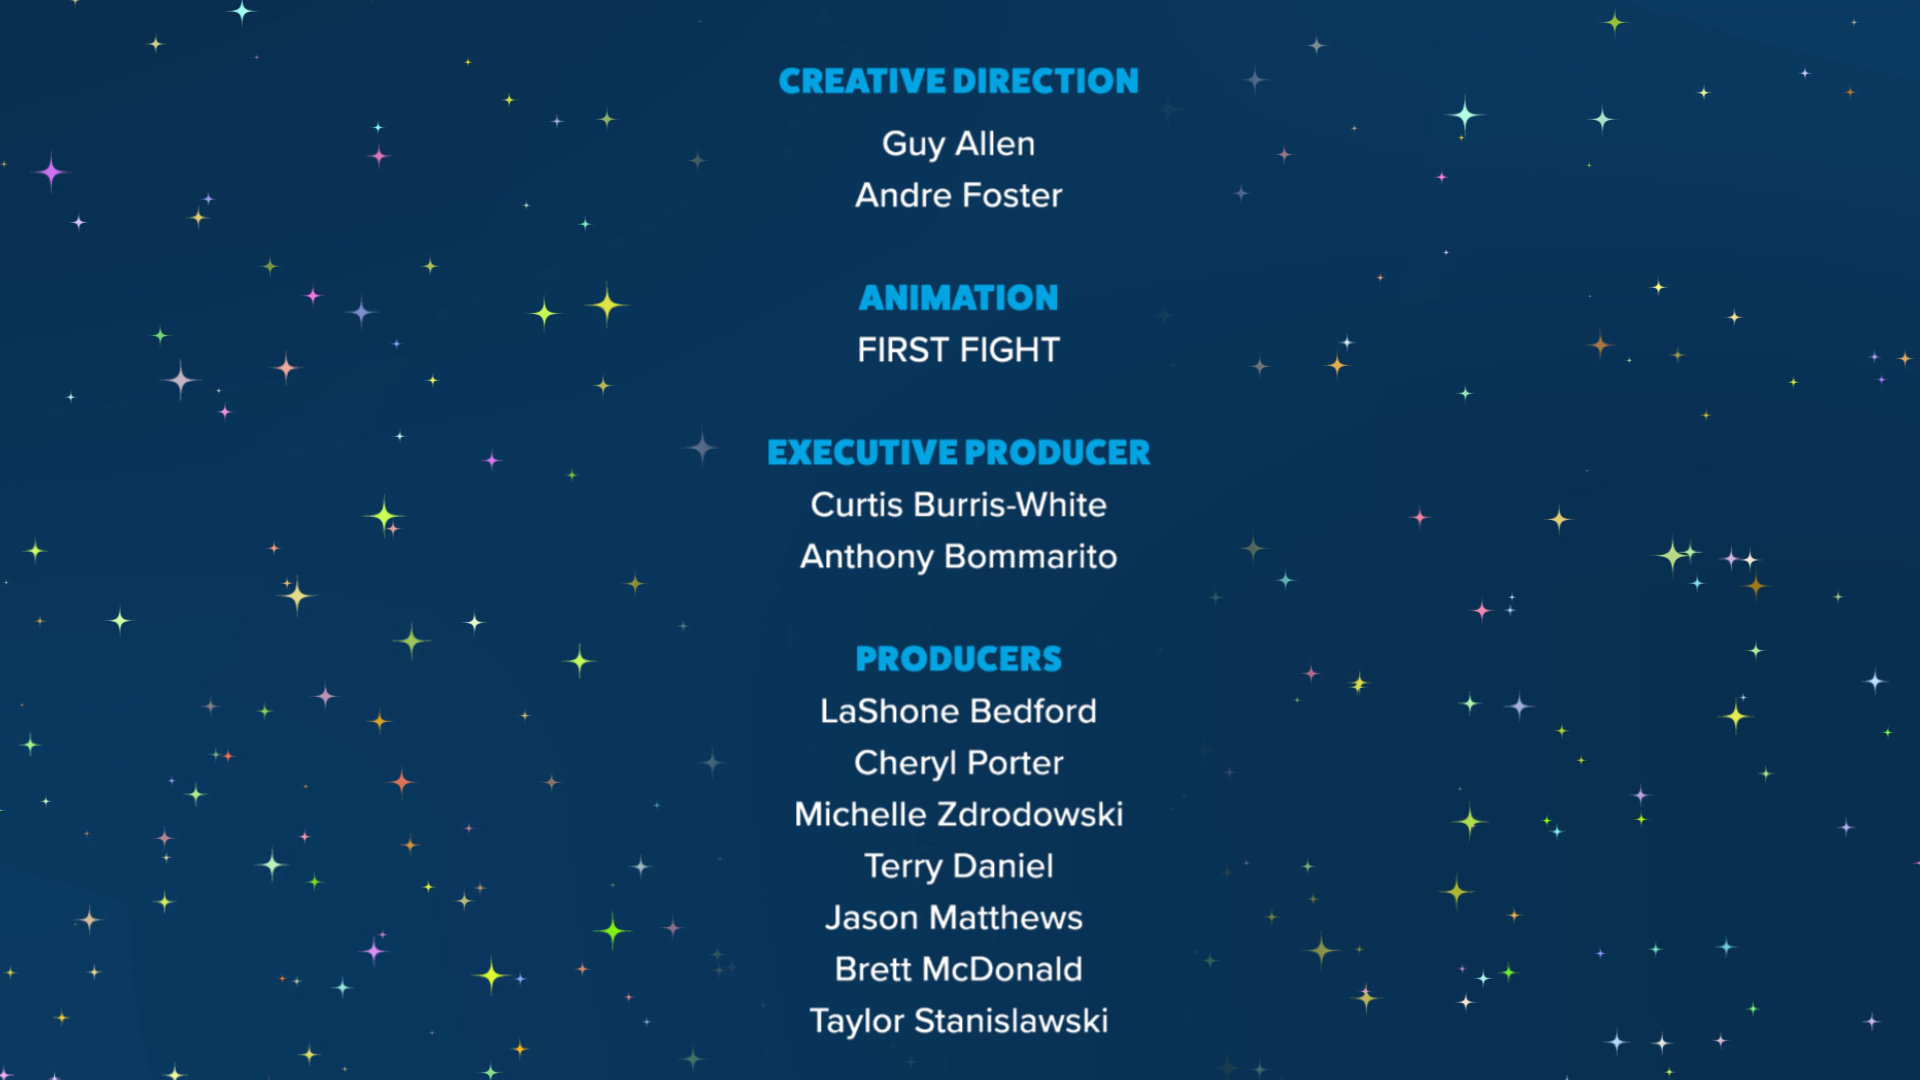 CREATIVE DIRECTION
Guy Allen
Andre Foster
ANIMATION
FIRST FIGHT
EXECUTIVE PRODUCER
Curtis Burris-White
Anthony Bommarito
PRODUCERS
LaShone Bedford
Cheryl Porter
Michelle Zdrodowski
Terry Daniel
Jason Matthews
Brett McDonald
Taylor Stanislawski